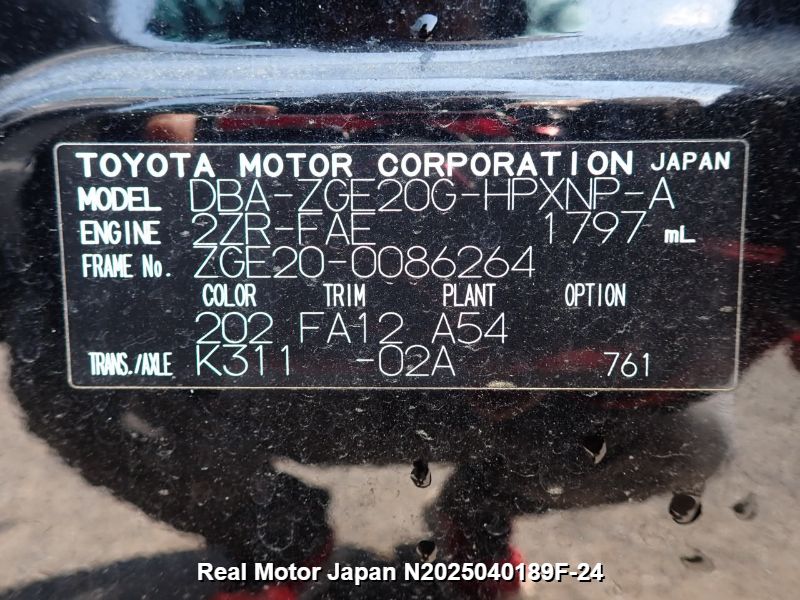 TOYOTA MOTOR CORPORATION JAPAN
MODEL DBA-ZGE20G-HPXNP-A
ENGINE 2ZR-FAE 1797 mL
FRAME No. ZGE20-0086264
COLOR TRIM PLANT OPTION
202 FA12 A54
TRANS./AXLE K311 -02A 761
Real Motor Japan N2025040189F-24